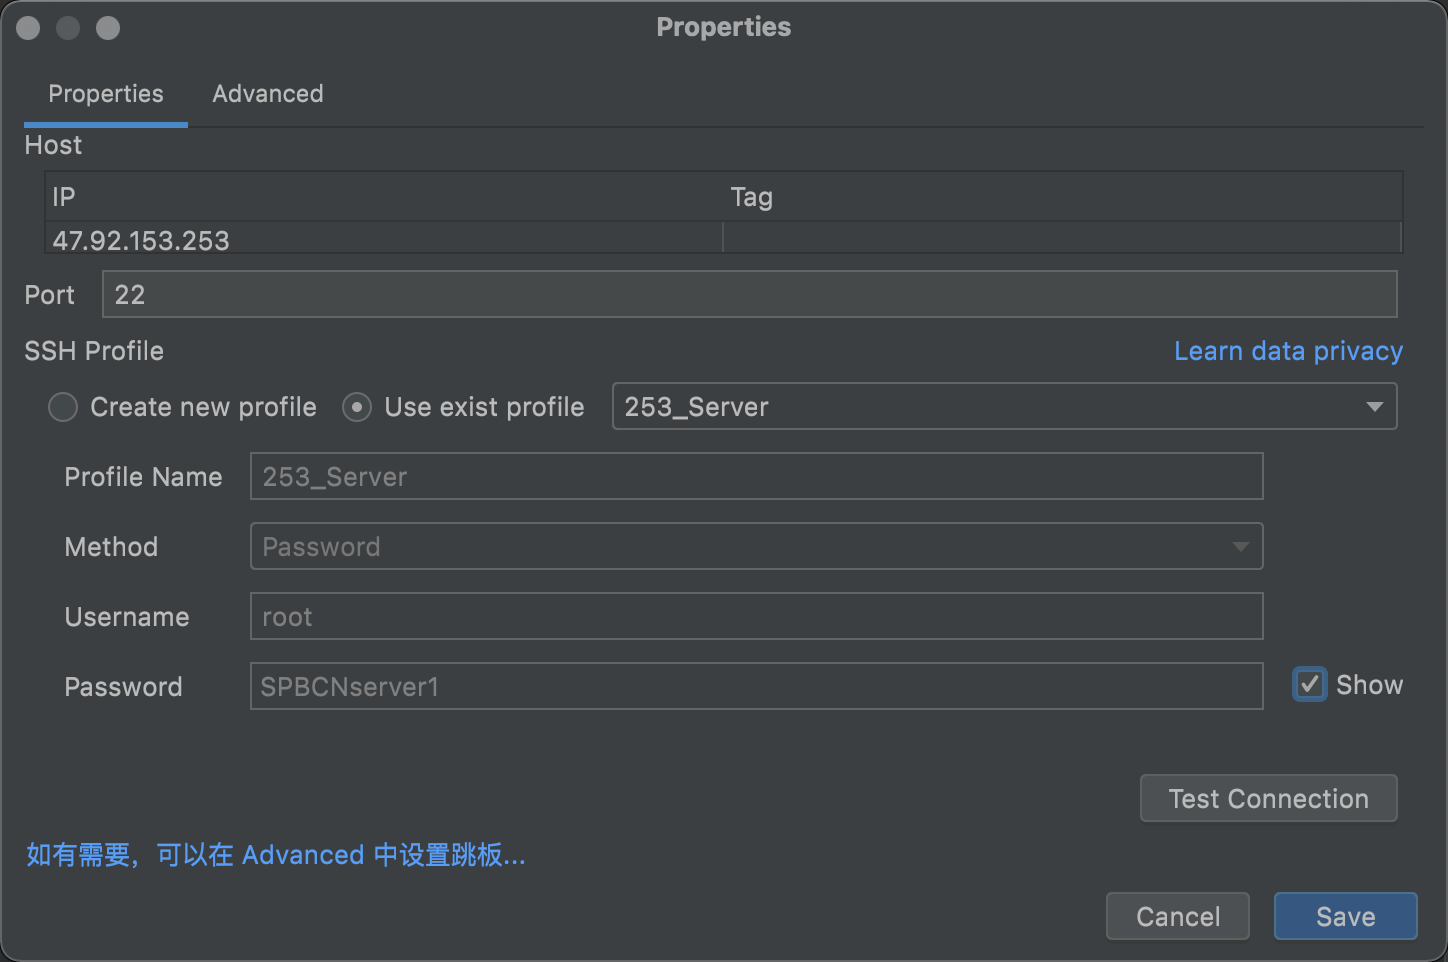 Properties
Properties Advanced
Host
IP Tag
47.92.153.253
Port 22
SSH Profile Learn data privacy
Create new profile Use exist profile 253_Server
Profile Name 253_Server
Method Password
Username root
Password SPBCNserver1 Show
Test Connection
如有需要，可以在 Advanced 中设置跳板...
Cancel Save